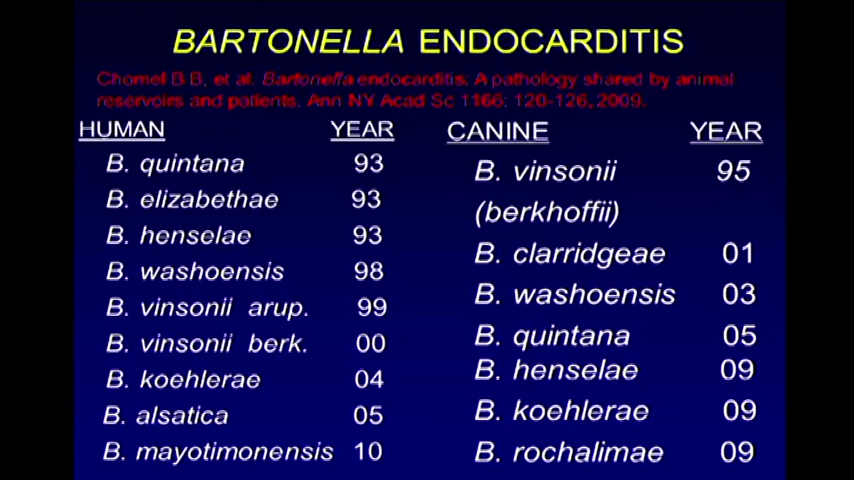 BARTONELLA ENDOCARDITIS
Chomel B B, et al. Bartonella endocarditis: A pathology shared by animal
reservoirs and patients. Ann NY Acad Sc 1166: 120-126, 2009.
HUMAN YEAR
B. quintana 93
B. elizabethae 93
B. henselae 93
B. washoensis 98
B. vinsonii arup. 99
B. vinsonii berk. 00
B. koehlerae 04
B. alsatica 05
B. mayotimonensis 10
CANINE YEAR
B. vinsonii 95
(berkhoffii)
B. clarridgeae 01
B. washoensis 03
B. quintana 05
B. henselae 09
B. koehlerae 09
B. rochalimae 09